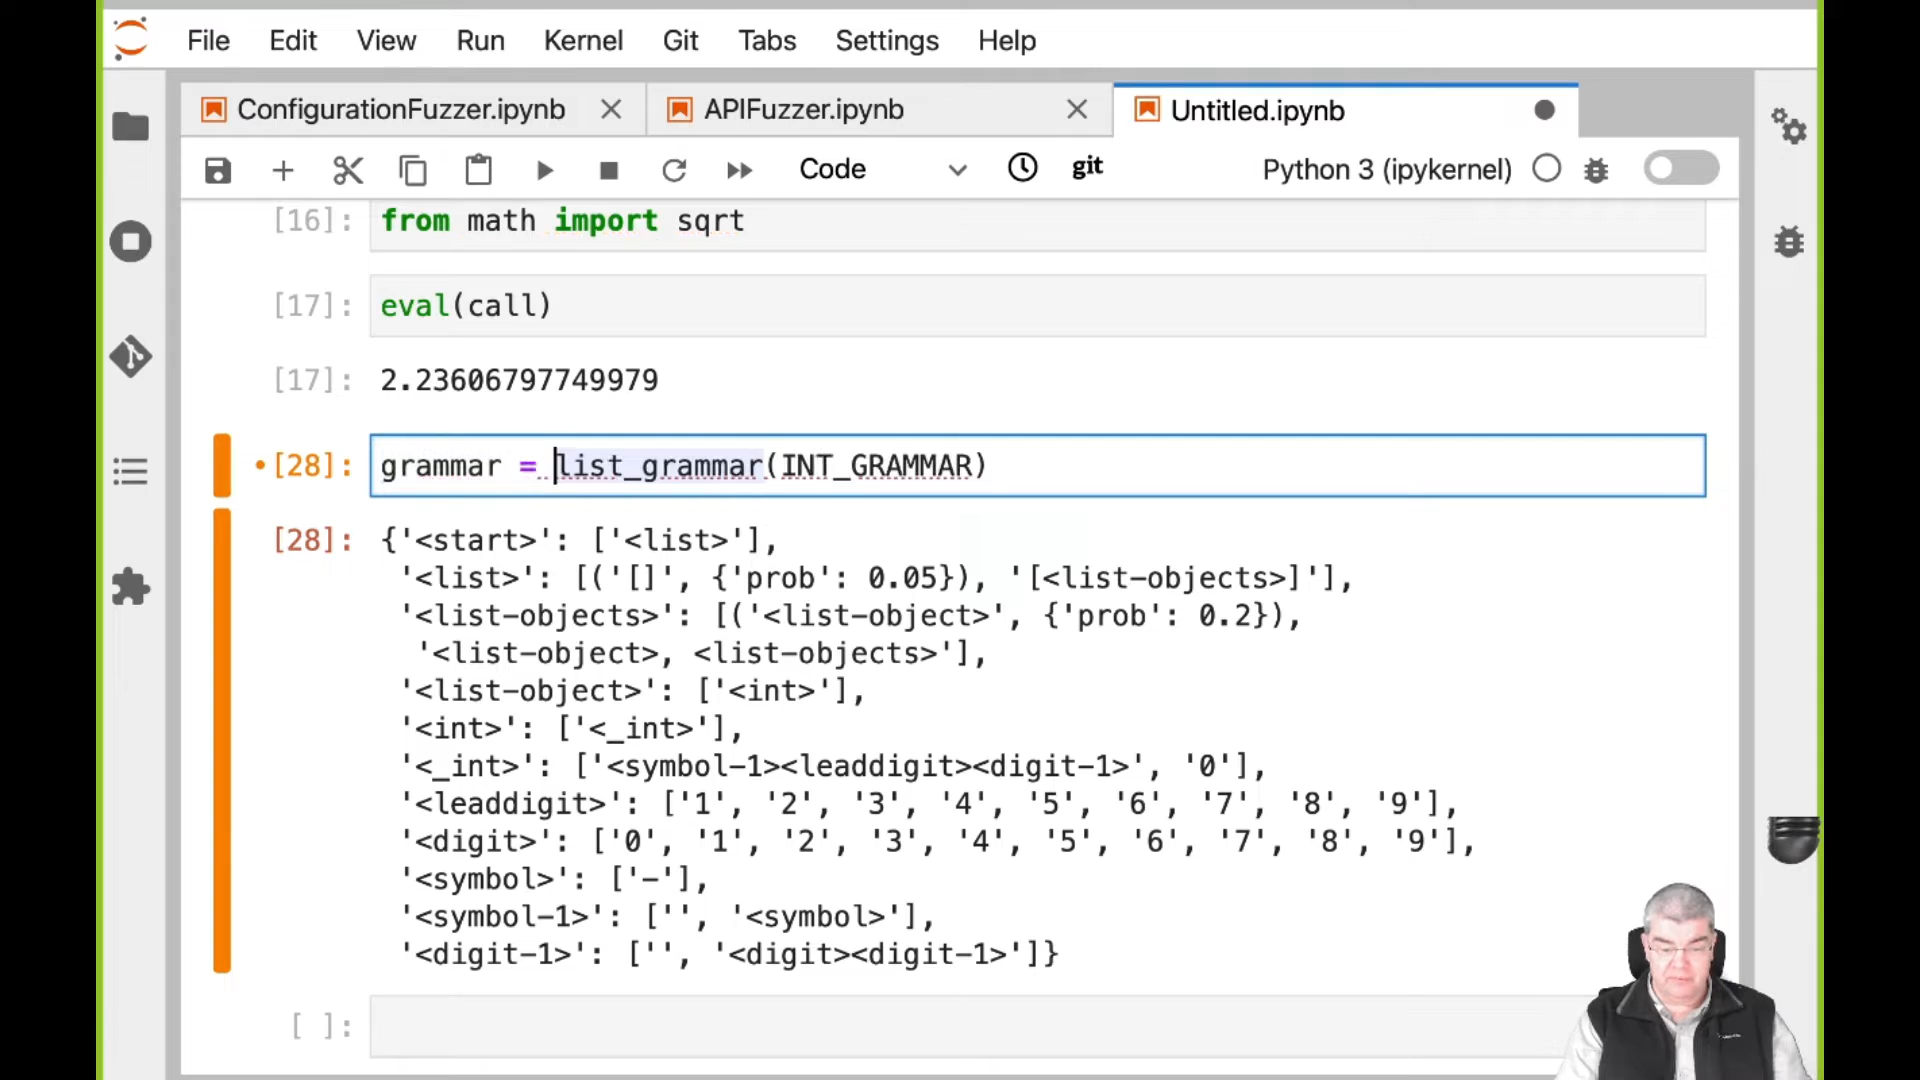 File Edit View Run Kernel Git Tabs Settings Help
ConfigurationFuzzer.ipynb APIFuzzer.ipynb Untitled.ipynb
Code git Python 3 (ipykernel)
[16]: from math import sqrt
[17]: eval(call)
[17]: 2.23606797749979
[28]: grammar = list_grammar(INT_GRAMMAR)
[28]: {'<start>': ['<list>'],
'<list>': [('[]', {'prob': 0.05}), '[<list-objects>]'],
'<list-objects>': [('<list-object>', {'prob': 0.2}),
'<list-object>, <list-objects>'],
'<list-object>': ['<int>'],
'<int>': ['<_int>'],
'<_int>': ['<symbol-1><leaddigit><digit-1>', '0'],
'<leaddigit>': ['1', '2', '3', '4', '5', '6', '7', '8', '9'],
'<digit>': ['0', '1', '2', '3', '4', '5', '6', '7', '8', '9'],
'<symbol>': ['-'],
'<symbol-1>': ['', '<symbol>'],
'<digit-1>': ['', '<digit><digit-1>']}
[ ]: